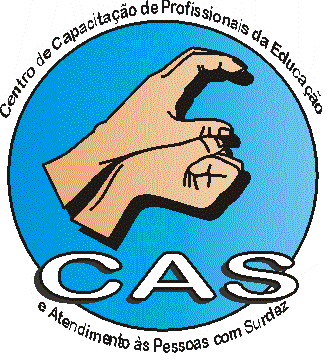 Centro de Capacitação de Profissionais da Educação
CAS
e Atendimento às Pessoas com Surdez